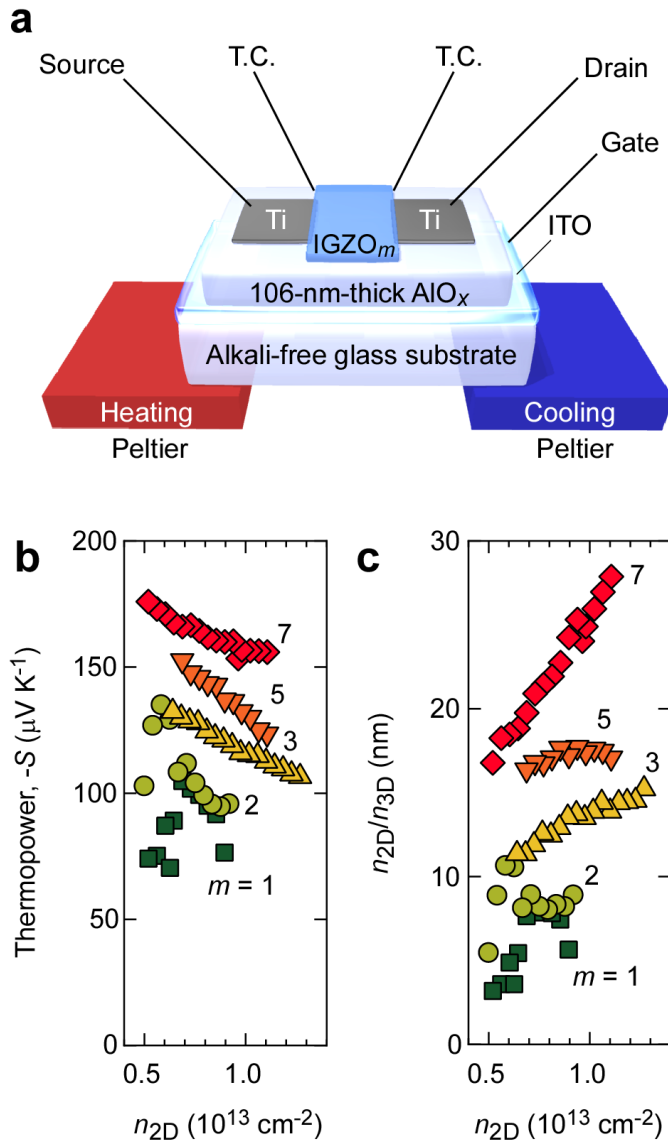 a
Source
T.C.
T.C.
Drain
Gate
ITO
Ti
Ti
IGZOm
106-nm-thick AlOx
Alkali-free glass substrate
Heating
Cooling
Peltier
Peltier
b
200
150
100
50
0
0.5
1.0
Thermopower, -S (μV K⁻¹)
n2D (10¹³ cm⁻²)
7
5
3
2
m = 1
c
30
20
10
0
0.5
1.0
n2D/n3D (nm)
n2D (10¹³ cm⁻²)
7
5
3
2
m = 1